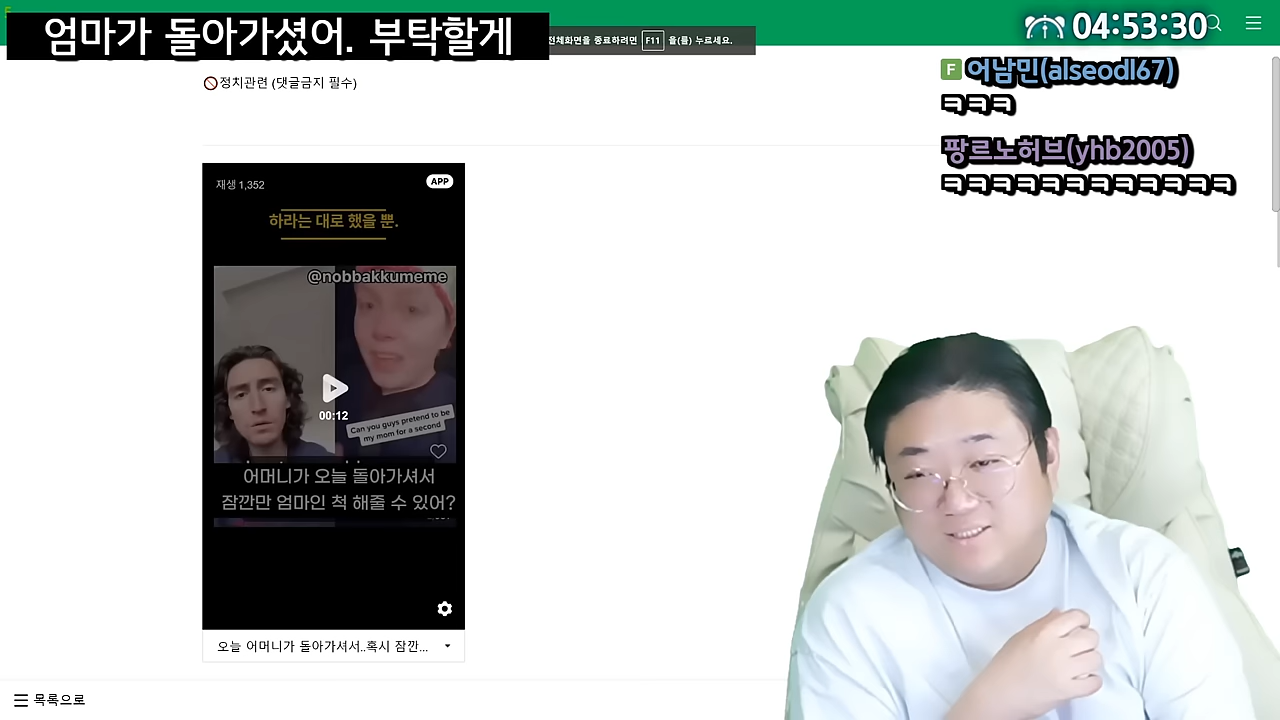 엄마가 돌아가셨어. 부탁할게
전체화면을 종료하려면 F11 을(를) 누르세요.
04:53:30
정치관련 (댓글금지 필수)
F 어남민(alseodl67)
ㅋㅋㅋ
팡르노허브(yhb2005)
ㅋㅋㅋㅋㅋㅋㅋㅋㅋㅋㅋㅋ
재생 1,352
APP
하라는 대로 했을 뿐.
@nobbakkumeme
00:12
Can you guys pretend to be
my mom for a second
어머니가 오늘 돌아가셔서
잠깐만 엄마인 척 해줄 수 있어?
오늘 어머니가 돌아가셔서..혹시 잠깐...
목록으로